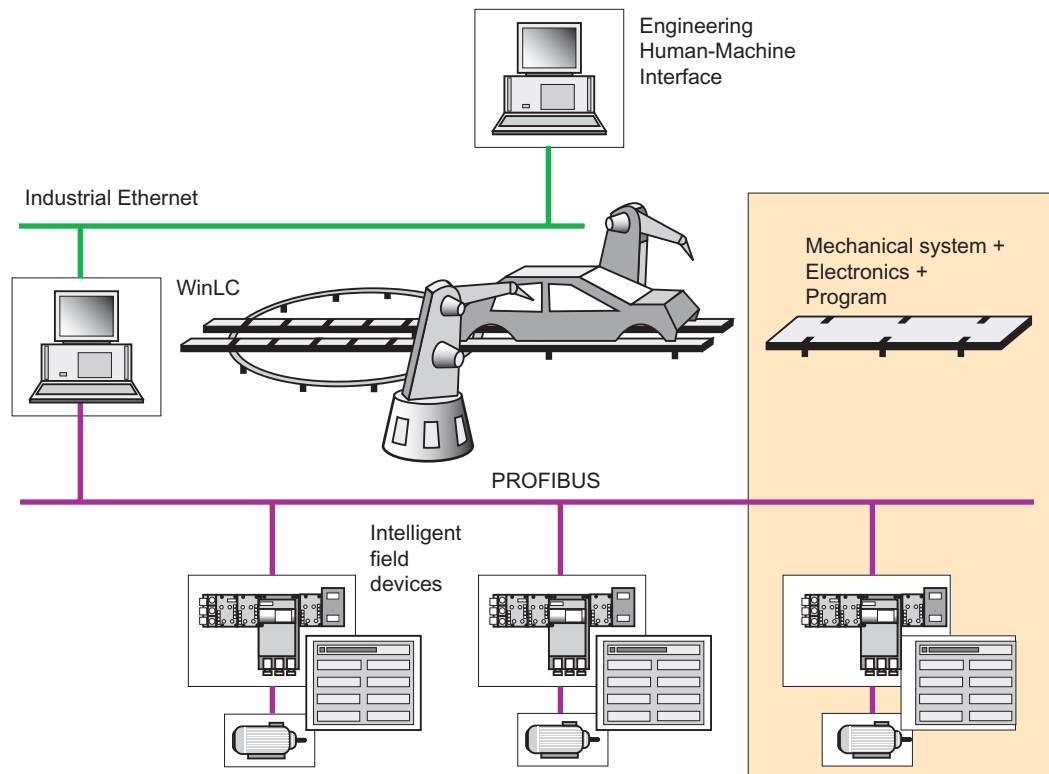 Engineering
Human-Machine
Interface
Industrial Ethernet
WinLC
Mechanical system +
Electronics +
Program
PROFIBUS
Intelligent
field
devices